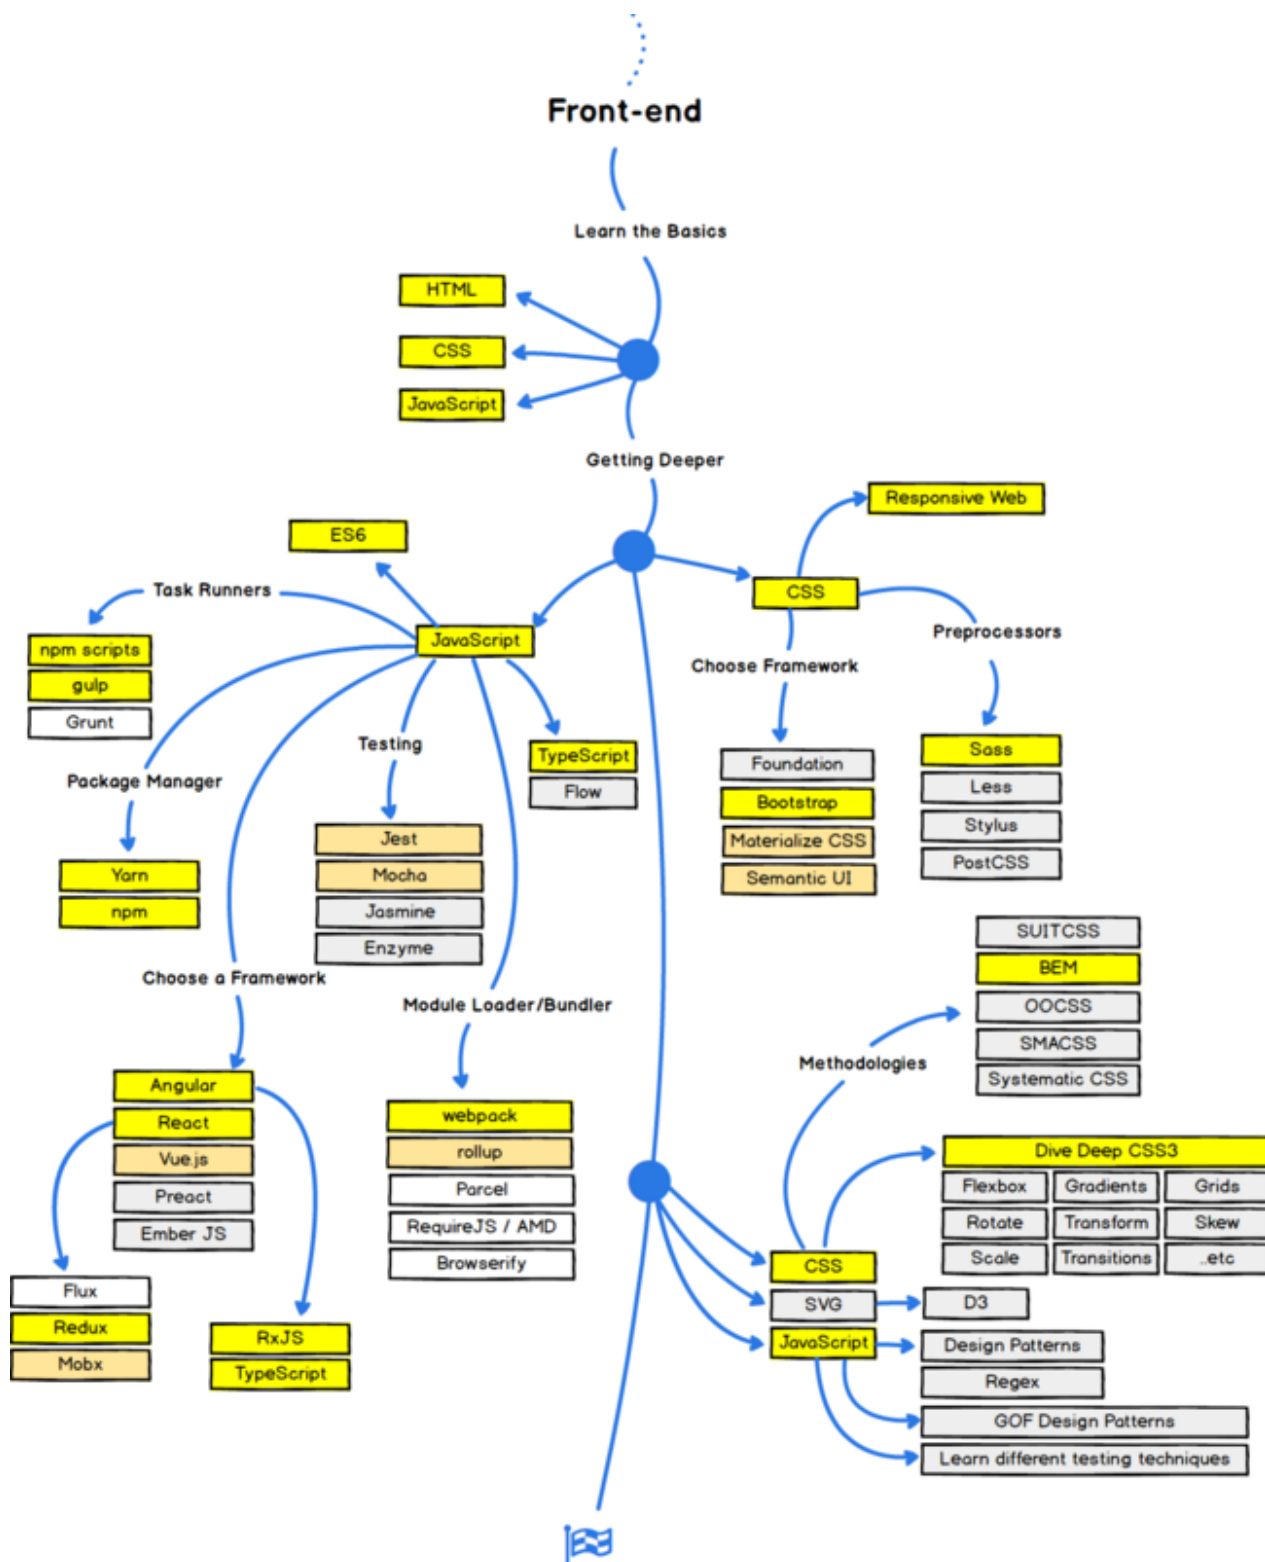 Front-end
Learn the Basics
HTML
CSS
JavaScript
Getting Deeper
Responsive Web
ES6
Task Runners
CSS
npm scripts
gulp
Grunt
JavaScript
Preprocessors
Choose Framework
Testing
TypeScript
Flow
Package Manager
Foundation
Bootstrap
Materialize CSS
Semantic UI
Sass
Less
Stylus
PostCSS
Jest
Mocha
Jasmine
Enzyme
Yarn
npm
Choose a Framework
Module Loader/Bundler
SUITCSS
BEM
OOCSS
SMACSS
Systematic CSS
Methodologies
Angular
React
Vue.js
Preact
Ember JS
webpack
rollup
Parcel
RequireJS / AMD
Browserify
Dive Deep CSS3
Flexbox Gradients Grids
Rotate Transform Skew
Scale Transitions ..etc
Flux
Redux
Mobx
RxJS
TypeScript
CSS
SVG
D3
JavaScript
Design Patterns
Regex
GOF Design Patterns
Learn different testing techniques